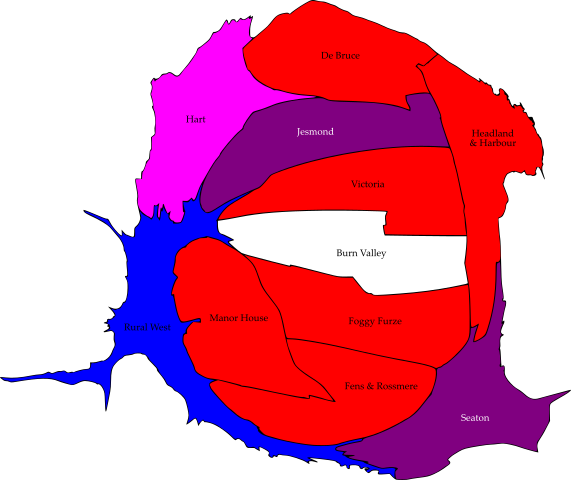 De Bruce
Hart
Jesmond
Headland
& Harbour
Victoria
Burn Valley
Rural West
Manor House
Foggy Furze
Fens & Rossmere
Seaton